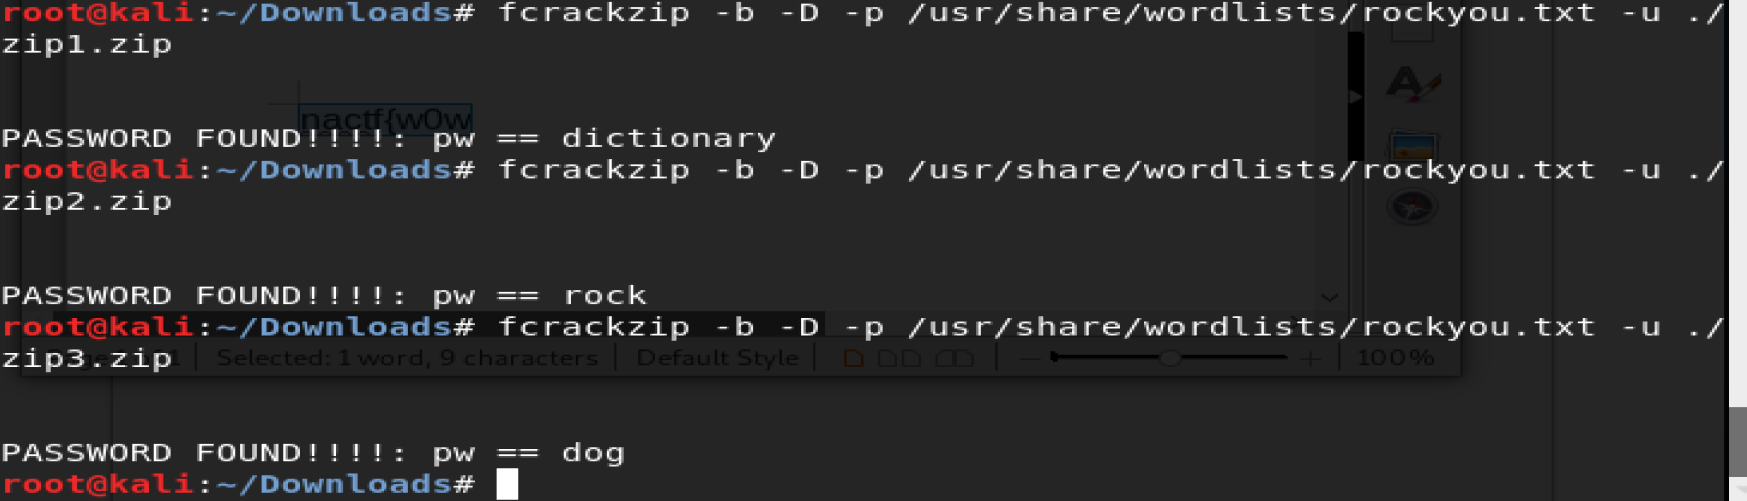 root@kali:~/Downloads# fcrackzip -b -D -p /usr/share/wordlists/rockyou.txt -u ./
zip1.zip
nactf{w0w
PASSWORD FOUND!!!!: pw == dictionary
root@kali:~/Downloads# fcrackzip -b -D -p /usr/share/wordlists/rockyou.txt -u ./
zip2.zip
PASSWORD FOUND!!!!: pw == rock
root@kali:~/Downloads# fcrackzip -b -D -p /usr/share/wordlists/rockyou.txt -u ./
zip3.zip
Selected: 1 word, 9 characters
Default Style
100%
PASSWORD FOUND!!!!: pw == dog
root@kali:~/Downloads#